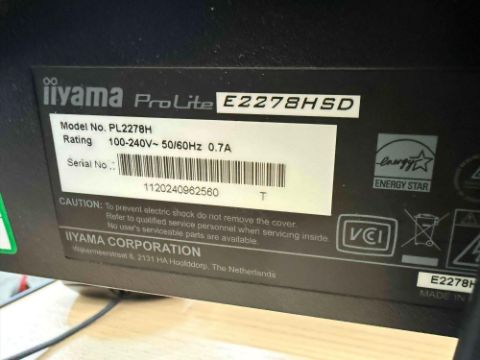 iiyama ProLite E2278HSD
Model No. PL2278H
Rating 100-240V~ 50/60Hz 0.7A
Serial No.:
1120240962560 T
energy
ENERGY STAR
CAUTION: To prevent electric shock do not remove the cover.
Refer to qualified service personnel when servicing inside.
No user's serviceable parts are available.
IIYAMA CORPORATION
Wijkermeerstraat 8, 2131 HA Hoofddorp, The Netherlands
VCI
E2278H
MADE IN